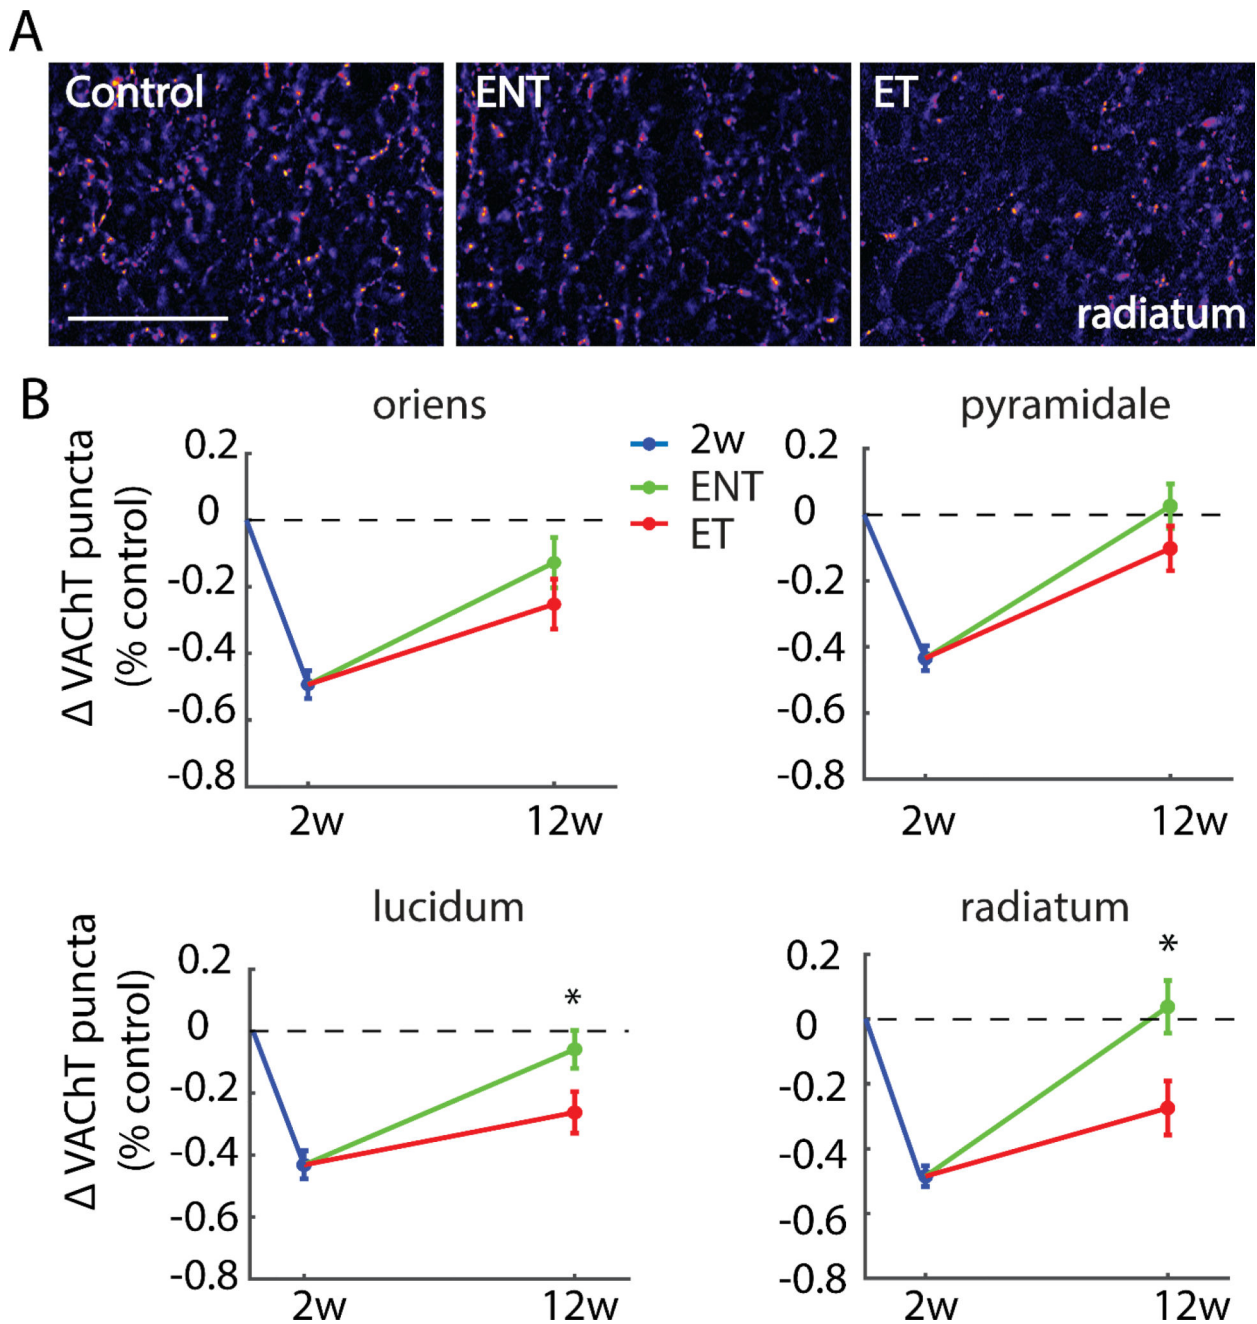 A
Control
ENT
ET
radiatum
B
oriens
Δ VAChT puncta
(% control)
0.2
0
-0.2
-0.4
-0.6
-0.8
2w
12w
2w
ENT
ET
pyramidale
0.2
0
-0.2
-0.4
-0.6
-0.8
2w
12w
lucidum
Δ VAChT puncta
(% control)
0.2
0
-0.2
-0.4
-0.6
-0.8
*
2w
12w
radiatum
0.2
0
-0.2
-0.4
-0.6
-0.8
*
2w
12w